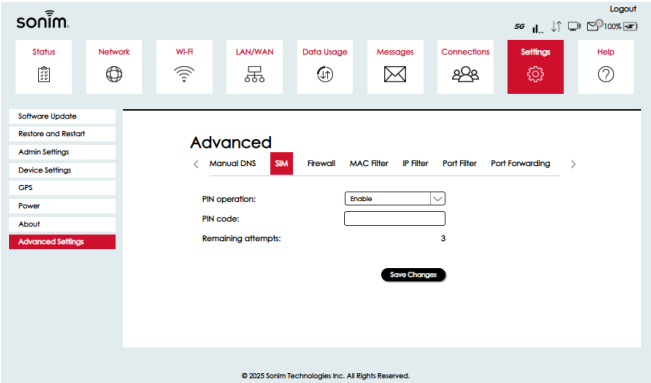 Logout
sonim
5G 100%
Status Network Wi-Fi LAN/WAN Data Usage Messages Connections Settings Help
Software Update
Restore and Restart
Admin Settings
Device Settings
GPS
Power
About
Advanced Settings
Advanced
< Manual DNS SIM Firewall MAC Filter IP Filter Port Filter Port Forwarding >
PIN operation: Enable
PIN code:
Remaining attempts: 3
Save Changes
© 2025 Sonim Technologies Inc. All Rights Reserved.